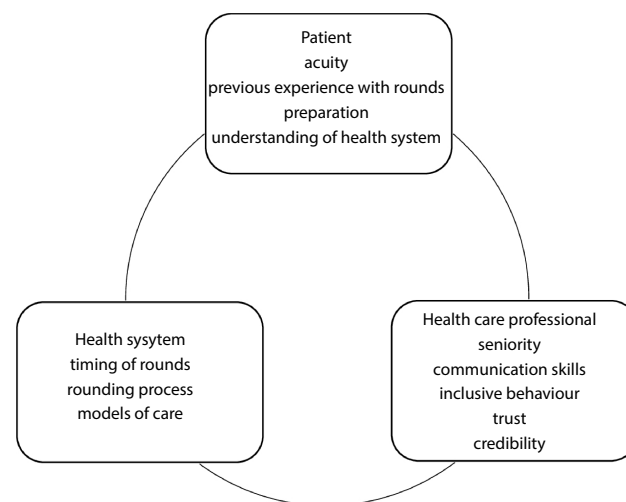 Patient
acuity
previous experience with rounds
preparation
understanding of health system
Health sysytem
timing of rounds
rounding process
models of care
Health care professional
seniority
communication skills
inclusive behaviour
trust
credibility